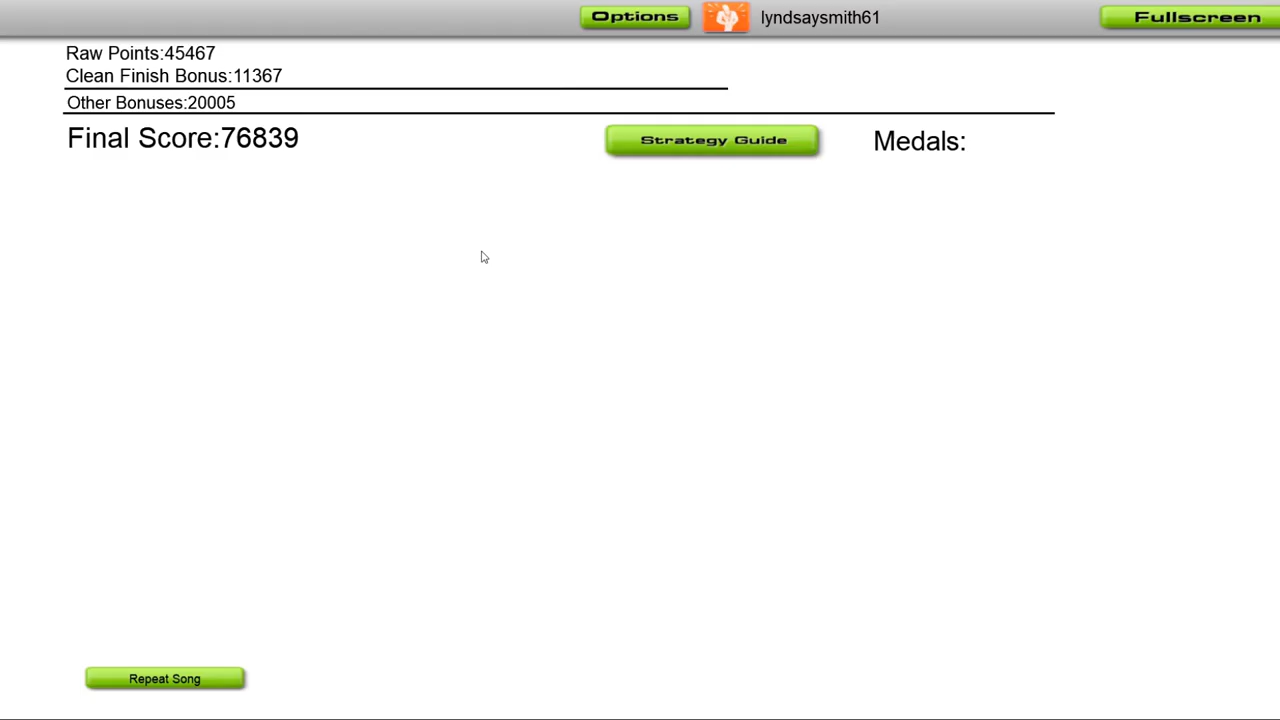 Options
lyndsaysmith61
Fullscreen
Raw Points:45467
Clean Finish Bonus:11367
Other Bonuses:20005
Final Score:76839
Strategy Guide
Medals:
Repeat Song